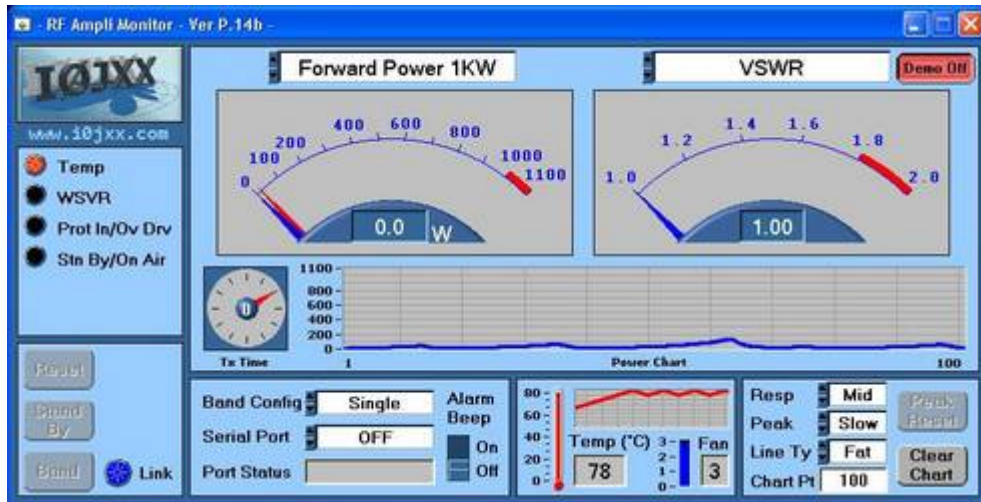 - RF Ampli Monitor - Ver P.14b -
I0JXX
www.i0jxx.com
Forward Power 1KW
VSWR
Demo Off
0 100 200 400 600 800 1000 1100
0.0 W
1.0 1.2 1.4 1.6 1.8 2.0
1.00
Temp
WSVR
Prot In/Ov Drv
Stn By/On Air
0
Tx Time
1100
800
600
400
200
0
1 Power Chart 100
Reset
Stand By
Band
Link
Band Config Single
Serial Port OFF
Port Status
Alarm Beep
On
Off
80
60
40
20
0
Temp (°C)
78
3
2
1
0
Fan
3
Resp Mid
Peak Slow
Line Ty Fat
Chart Pt 100
Peak Reset
Clear Chart